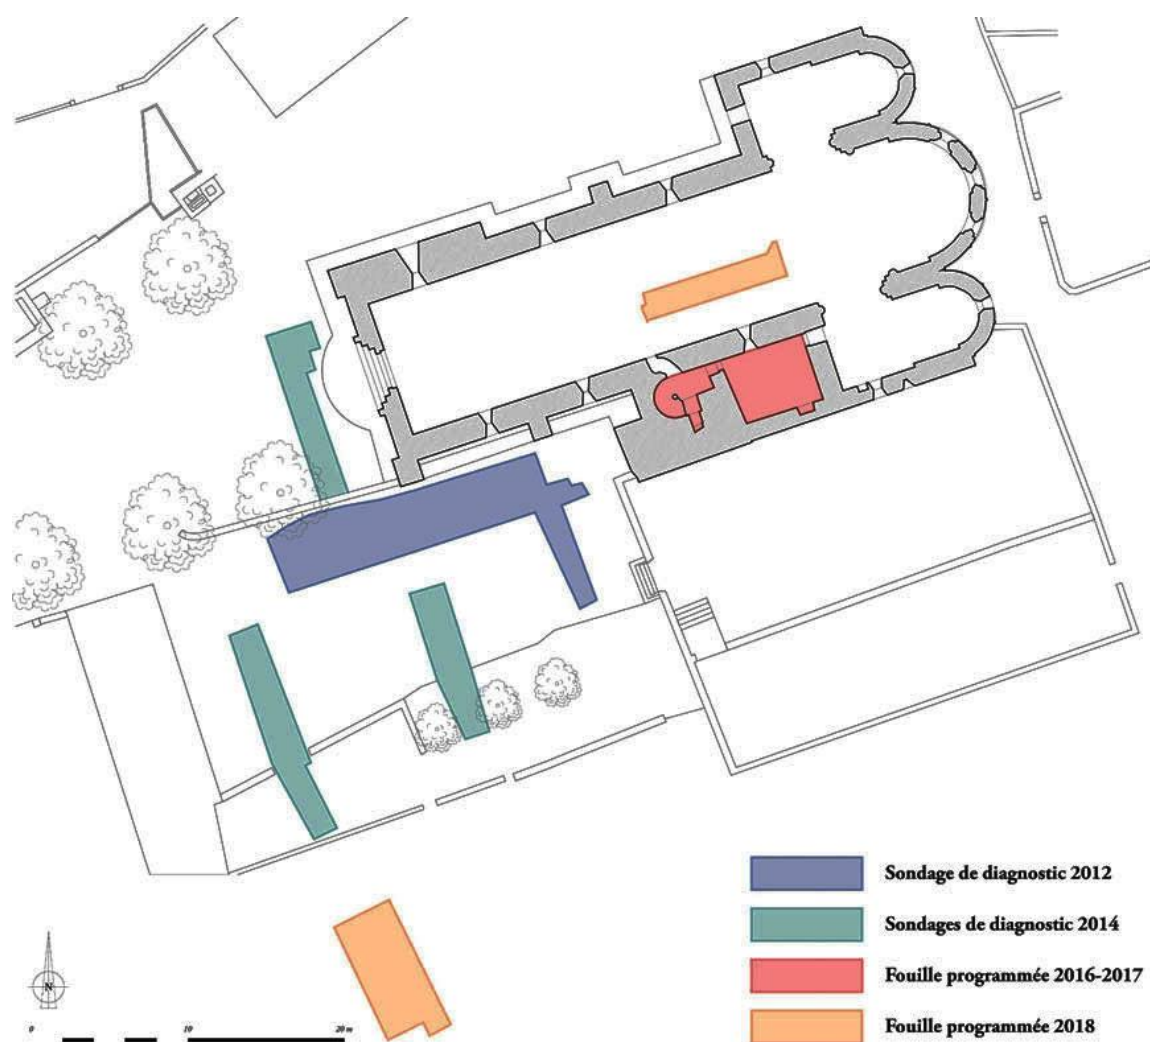 Sondage de diagnostic 2012
Sondages de diagnostic 2014
Fouille programmée 2016-2017
Fouille programmée 2018
N
0 10 20 m